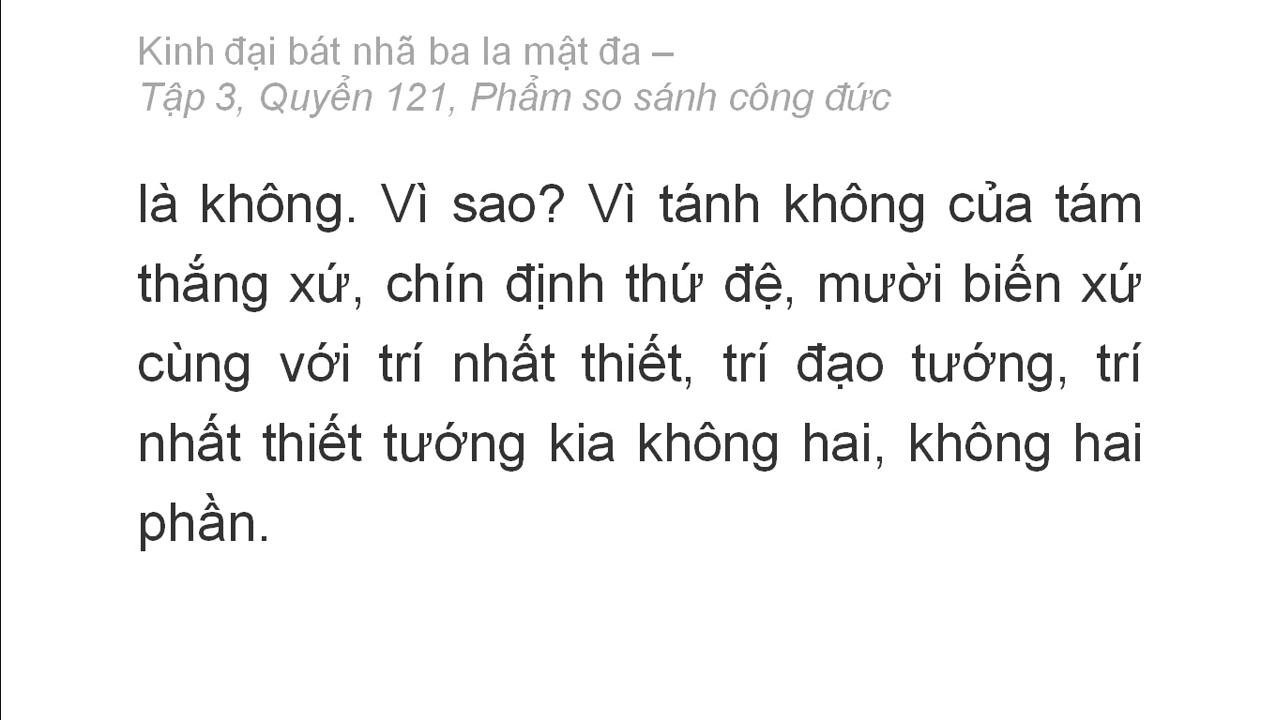 Kinh đại bát nhã ba la mật đa –
Tập 3, Quyển 121, Phẩm so sánh công đức
là không. Vì sao? Vì tánh không của tám
thắng xứ, chín định thứ đệ, mười biến xứ
cùng với trí nhất thiết, trí đạo tướng, trí
nhất thiết tướng kia không hai, không hai
phần.